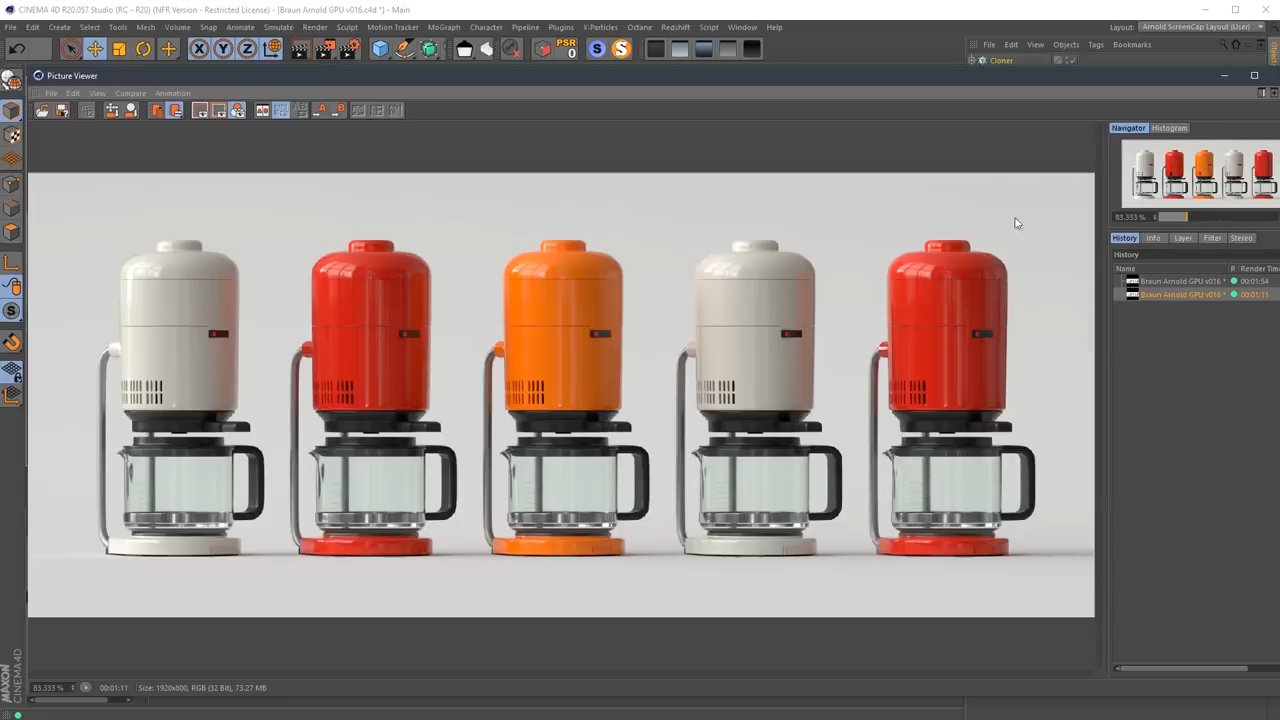 CINEMA 4D R20.057 Studio (RC - R20) (NFR Version - Restricted License) - [Braun Arnold GPU v016.c4d *] - Main
File Edit Create Select Tools Mesh Volume Snap Animate Simulate Render Sculpt Motion Tracker MoGraph Character Pipeline Plugins K-Particles Octane Redshift Script Window Help
Layout: Arnold ScreenCap Layout (User)
File Edit View Objects Tags Bookmarks
X Y Z PSR 0 S S
Cloner
Picture Viewer
File Edit View Compare Animation
A B
Navigator Histogram
83.333 %
History Info Layer Filter Stereo
History
Name R Render Time
Braun Arnold GPU v016 * 00:01:54
Braun Arnold GPU v016 * 00:01:11
83.333 % 00:01:11 Size: 1920x800, RGB (32 Bit), 73.27 MB
MAXON
CINEMA 4D